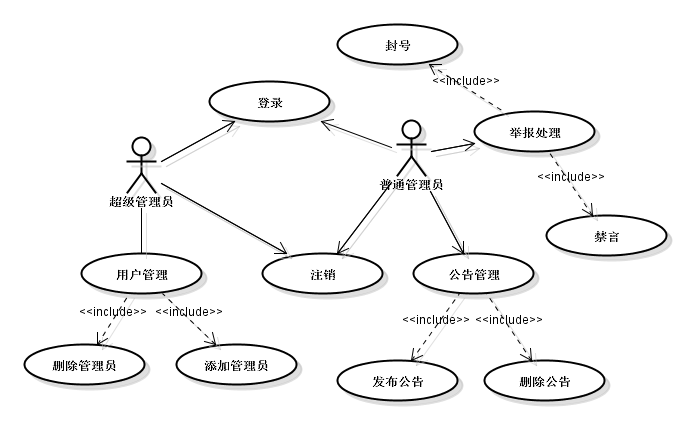 封号
<<include>>
登录
举报处理
<<include>>
普通管理员
超级管理员
禁言
用户管理
注销
公告管理
<<include>>
<<include>>
<<include>>
<<include>>
删除管理员
添加管理员
发布公告
删除公告